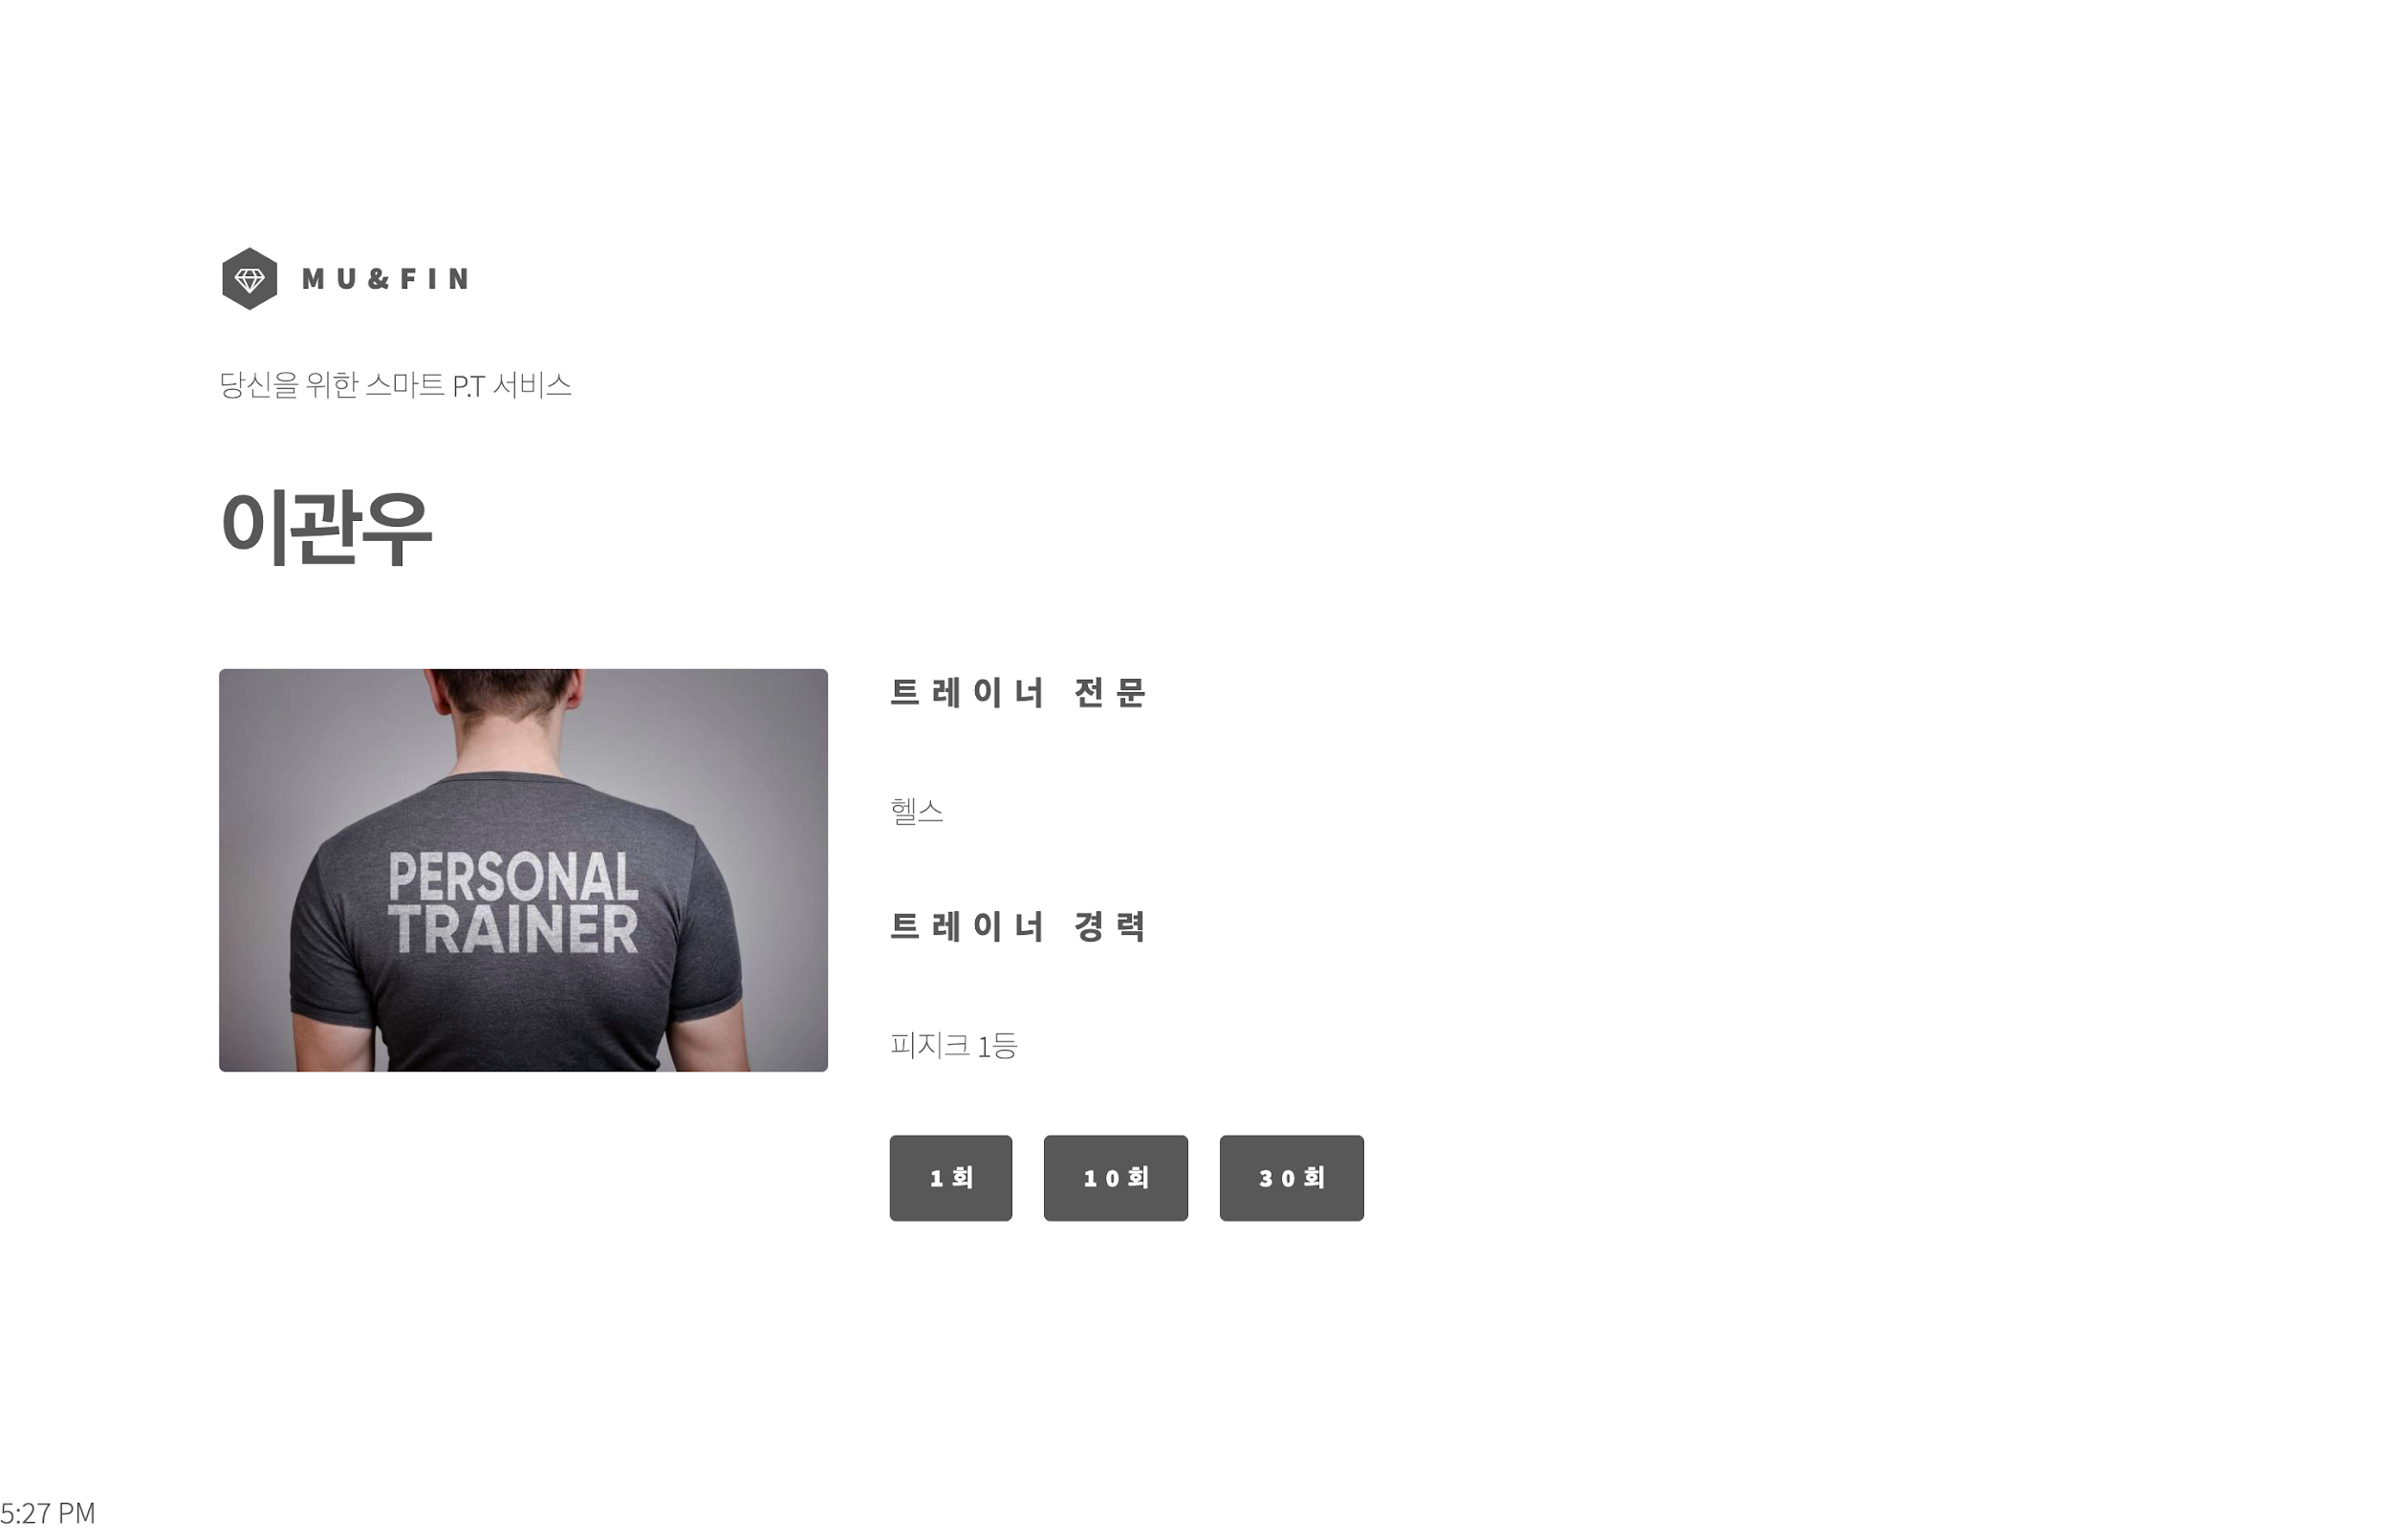 MU&FIN
당신을 위한 스마트 P.T 서비스
이관우
PERSONAL
TRAINER
트레이너 전문
헬스
트레이너 경력
피지크 1등
1회 10회 30회
5:27 PM